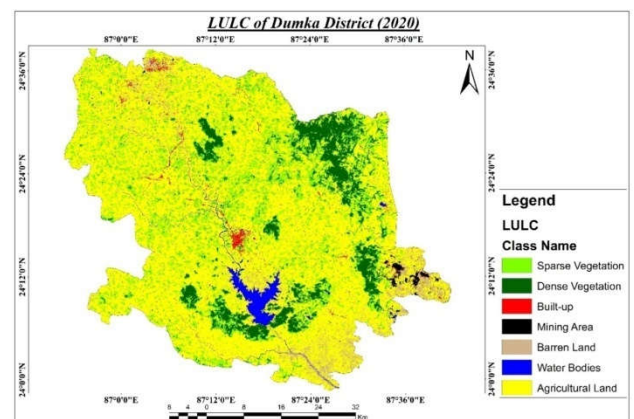 LULC of Dumka District (2020)
87°0'0"N 87°12'0"N 87°24'0"N 87°36'0"N
N
24°36'0"N 24°36'0"N
24°24'0"N 24°24'0"N
24°12'0"N 24°12'0"N
24°0'0"N 24°0'0"N
Legend
LULC
Class Name
Sparse Vegetation
Dense Vegetation
Built-up
Mining Area
Barren Land
Water Bodies
Agricultural Land
87°0'0"N 87°12'0"N 87°24'0"N 87°36'0"N
8 4 0 8 16 24 32
Km